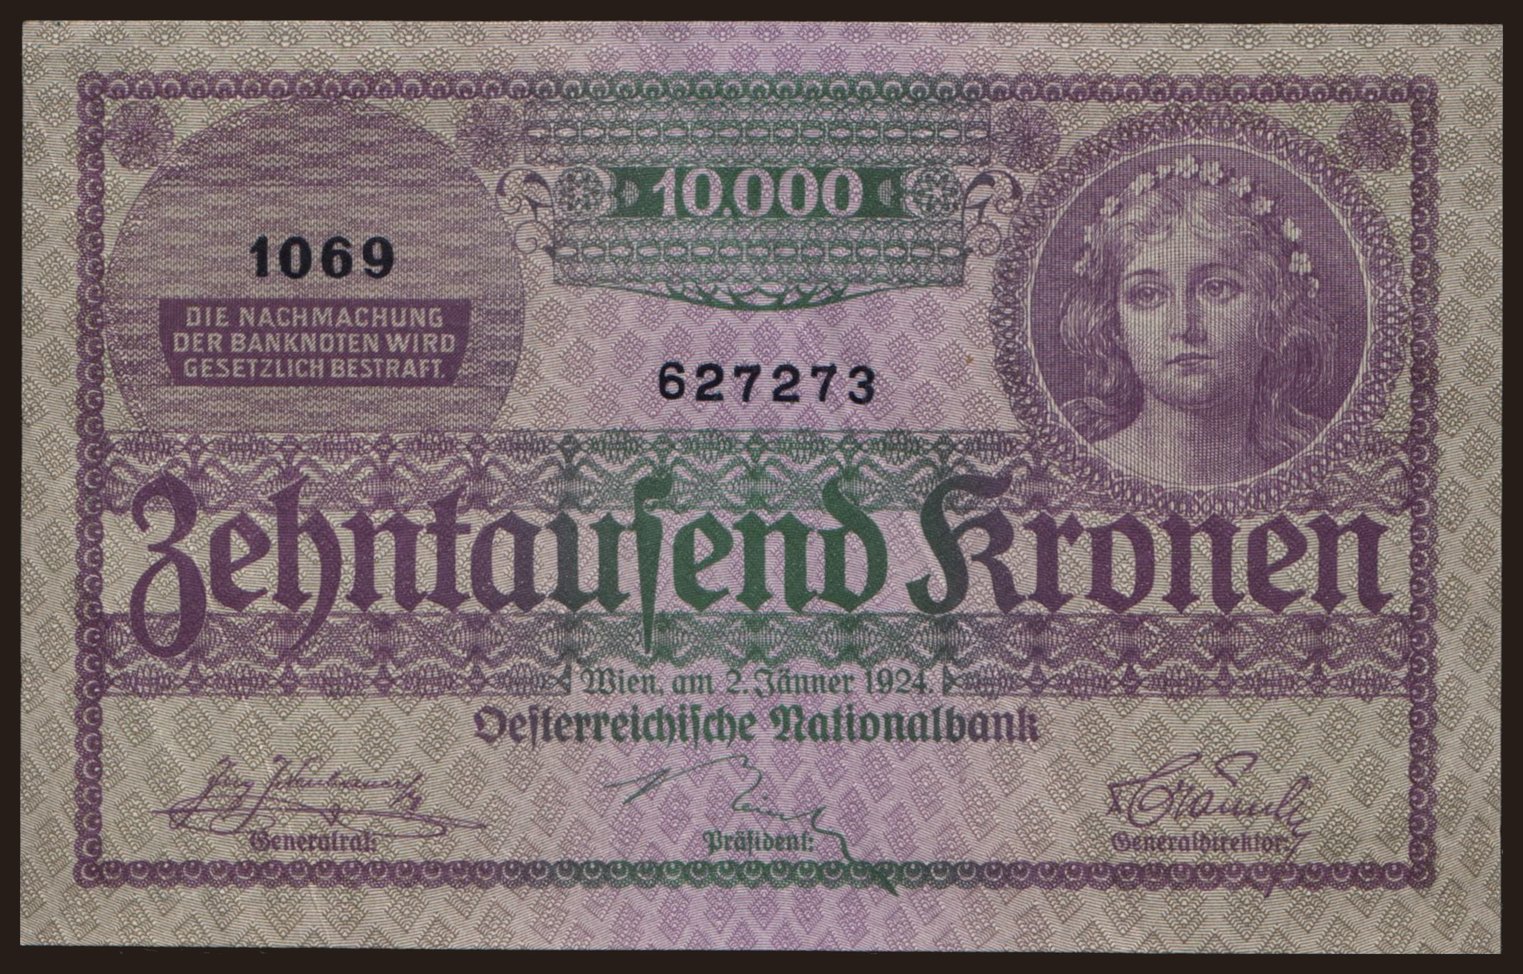 10.000
1069
DIE NACHMACHUNG
DER BANKNOTEN WIRD
GESETZLICH BESTRAFT.
627273
Zehntauſend Kronen
Wien, am 2. Jänner 1924.
Oeſterreichiſche Nationalbank
Generalrat:
Präſident:
Generaldirektor: